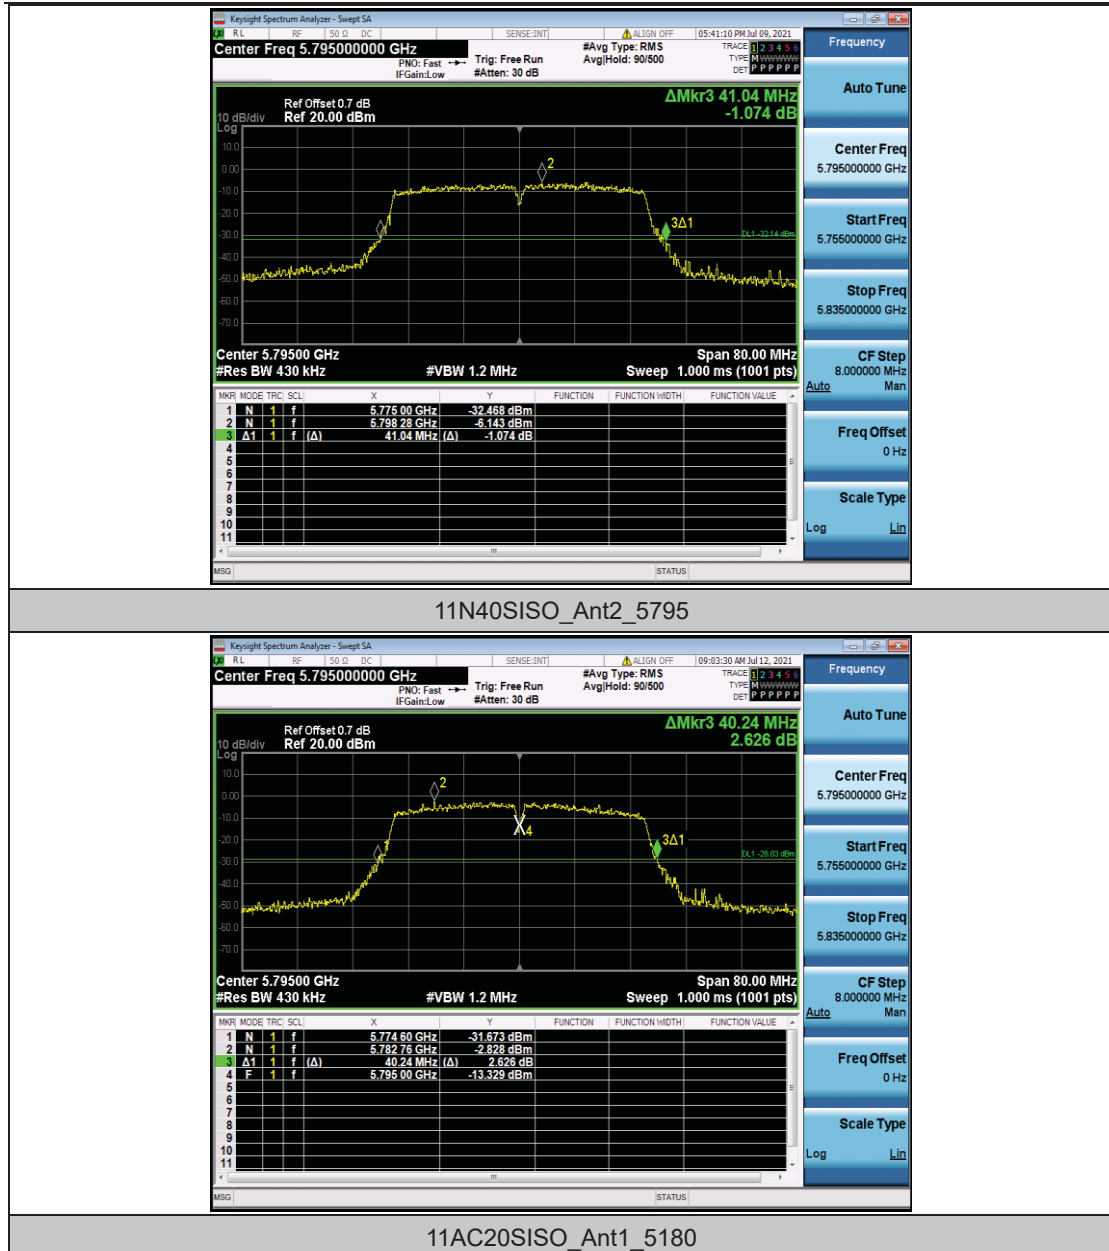 Keysight Spectrum Analyzer - Swept SA
RL RF 50 Ω DC SENSE:INT ALIGN OFF 05:41:10 PM Jul 09, 2021
Center Freq 5.795000000 GHz
PNO: Fast
IFGain:Low
Trig: Free Run
#Atten: 30 dB
#Avg Type: RMS
Avg|Hold: 90/500
TRACE 1 2 3 4 5 6
TYPE M W W W W W
DET P P P P P P
Ref Offset 0.7 dB
10 dB/div Ref 20.00 dBm
ΔMkr3 41.04 MHz
-1.074 dB
Log
10.0
0.00
-10.0
-20.0
-30.0
-40.0
-50.0
-60.0
-70.0
2
3Δ1
DL1 -32.14 dBm
Center 5.79500 GHz Span 80.00 MHz
#Res BW 430 kHz #VBW 1.2 MHz Sweep 1.000 ms (1001 pts)
MKR MODE TRC SCL X Y FUNCTION FUNCTION WIDTH FUNCTION VALUE
1 N 1 f 5.775 00 GHz -32.468 dBm
2 N 1 f 5.798 28 GHz -6.143 dBm
3 Δ1 1 f (Δ) 41.04 MHz (Δ) -1.074 dB
4
5
6
7
8
9
10
11
MSG STATUS
Frequency
Auto Tune
Center Freq
5.795000000 GHz
Start Freq
5.755000000 GHz
Stop Freq
5.835000000 GHz
CF Step
8.000000 MHz
Auto Man
Freq Offset
0 Hz
Scale Type
Log Lin
11N40SISO_Ant2_5795
Keysight Spectrum Analyzer - Swept SA
RL RF 50 Ω DC SENSE:INT ALIGN OFF 09:03:30 AM Jul 12, 2021
Center Freq 5.795000000 GHz
PNO: Fast
IFGain:Low
Trig: Free Run
#Atten: 30 dB
#Avg Type: RMS
Avg|Hold: 90/500
TRACE 1 2 3 4 5 6
TYPE M W W W W W
DET P P P P P P
Ref Offset 0.7 dB
10 dB/div Ref 20.00 dBm
ΔMkr3 40.24 MHz
2.626 dB
Log
10.0
0.00
-10.0
-20.0
-30.0
-40.0
-50.0
-60.0
-70.0
2
4
1
3Δ1
DL1 -28.83 dBm
Center 5.79500 GHz Span 80.00 MHz
#Res BW 430 kHz #VBW 1.2 MHz Sweep 1.000 ms (1001 pts)
MKR MODE TRC SCL X Y FUNCTION FUNCTION WIDTH FUNCTION VALUE
1 N 1 f 5.774 60 GHz -31.673 dBm
2 N 1 f 5.782 76 GHz -2.828 dBm
3 Δ1 1 f (Δ) 40.24 MHz (Δ) 2.626 dB
4 F 1 f 5.795 00 GHz -13.329 dBm
5
6
7
8
9
10
11
MSG STATUS
Frequency
Auto Tune
Center Freq
5.795000000 GHz
Start Freq
5.755000000 GHz
Stop Freq
5.835000000 GHz
CF Step
8.000000 MHz
Auto Man
Freq Offset
0 Hz
Scale Type
Log Lin
11AC20SISO_Ant1_5180